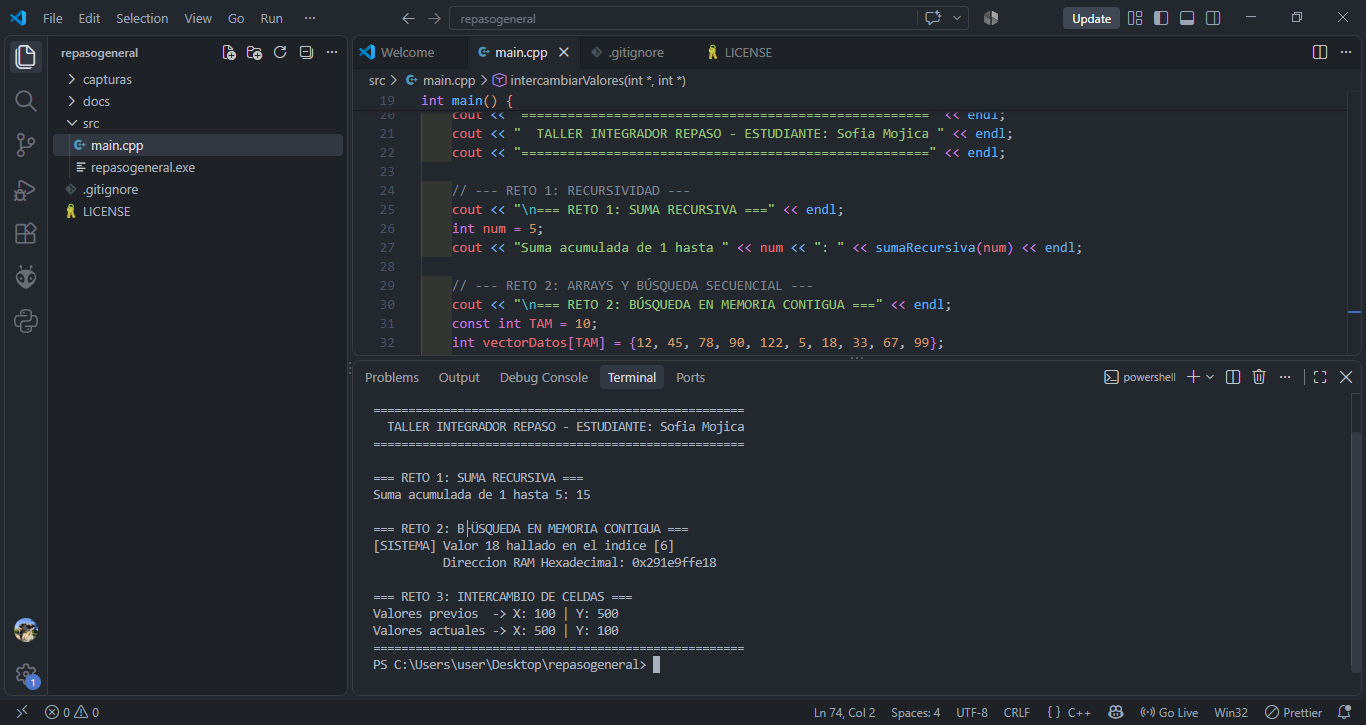 File Edit Selection View Go Run ··· repasogeneral Update
repasogeneral
capturas
docs
src
main.cpp
repasogeneral.exe
.gitignore
LICENSE
Welcome main.cpp .gitignore LICENSE
src > main.cpp > intercambiarValores(int *, int *)
19 int main() {
20 cout << "====================================================" << endl;
21 cout << "  TALLER INTEGRADOR REPASO - ESTUDIANTE: Sofia Mojica " << endl;
22 cout << "====================================================" << endl;
23
24 // --- RETO 1: RECURSIVIDAD ---
25 cout << "\n=== RETO 1: SUMA RECURSIVA ===" << endl;
26 int num = 5;
27 cout << "Suma acumulada de 1 hasta " << num << ": " << sumaRecursiva(num) << endl;
28
29 // --- RETO 2: ARRAYS Y BÚSQUEDA SECUENCIAL ---
30 cout << "\n=== RETO 2: BÚSQUEDA EN MEMORIA CONTIGUA ===" << endl;
31 const int TAM = 10;
32 int vectorDatos[TAM] = {12, 45, 78, 90, 122, 5, 18, 33, 67, 99};
Problems Output Debug Console Terminal Ports powershell
=====================================================
  TALLER INTEGRADOR REPASO - ESTUDIANTE: Sofia Mojica
=====================================================
=== RETO 1: SUMA RECURSIVA ===
Suma acumulada de 1 hasta 5: 15
=== RETO 2: B├ÜSQUEDA EN MEMORIA CONTIGUA ===
[SISTEMA] Valor 18 hallado en el indice [6]
          Direccion RAM Hexadecimal: 0x291e9ffe18
=== RETO 3: INTERCAMBIO DE CELDAS ===
Valores previos  -> X: 100 | Y: 500
Valores actuales -> X: 500 | Y: 100
=====================================================
PS C:\Users\user\Desktop\repasogeneral>
1
0 0 Ln 74, Col 2 Spaces: 4 UTF-8 CRLF {} C++ Go Live Win32 Prettier